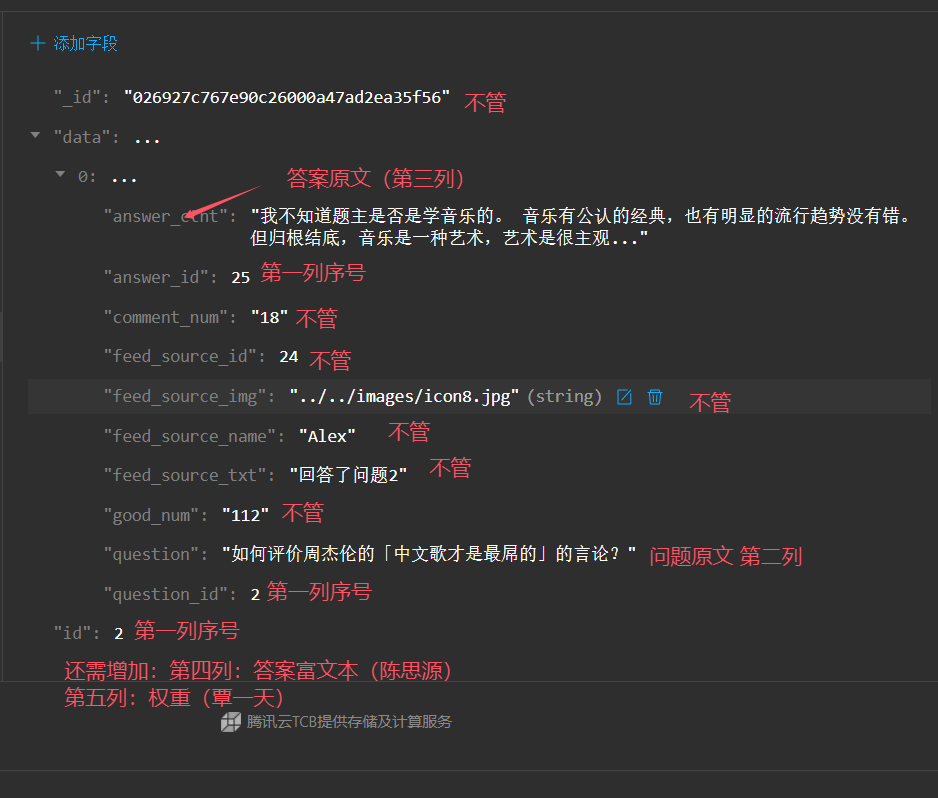 + 添加字段
"_id": "026927c767e90c26000a47ad2ea35f56" 不管
"data": ...
0: ...
答案原文（第三列）
"answer_ctnt": "我不知道题主是否是学音乐的。 音乐有公认的经典，也有明显的流行趋势没有错。
但归根结底，音乐是一种艺术，艺术是很主观..."
"answer_id": 25 第一列序号
"comment_num": "18" 不管
"feed_source_id": 24 不管
"feed_source_img": "../../images/icon8.jpg" (string) 不管
"feed_source_name": "Alex" 不管
"feed_source_txt": "回答了问题2" 不管
"good_num": "112" 不管
"question": "如何评价周杰伦的「中文歌才是最屌的」的言论？" 问题原文 第二列
"question_id": 2 第一列序号
"id": 2 第一列序号
还需增加：第四列：答案富文本（陈思源）
第五列：权重（覃一天）
腾讯云TCB提供存储及计算服务